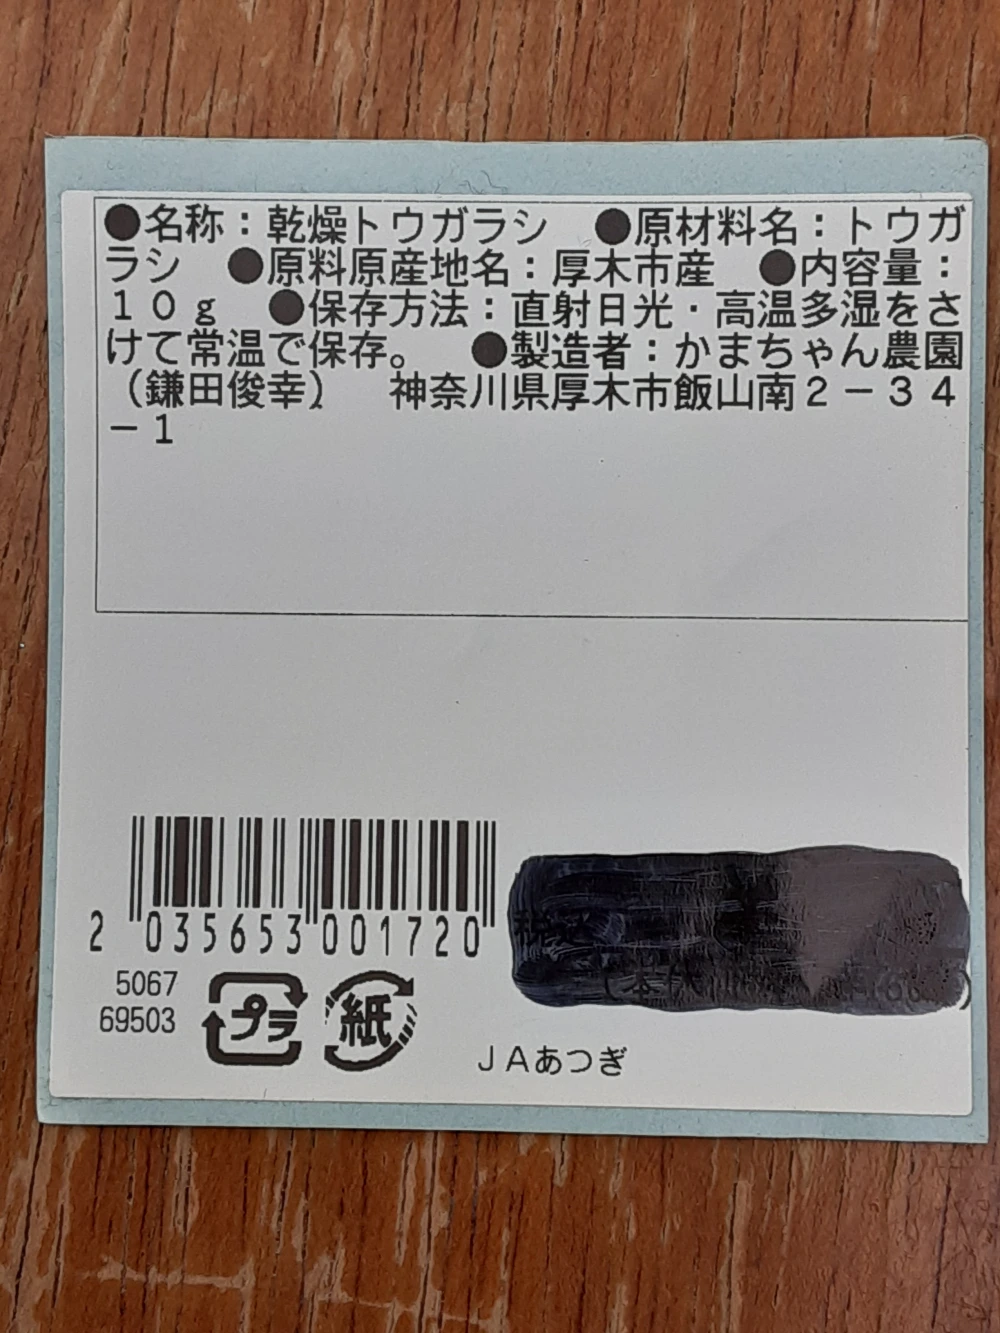 ●名称：乾燥トウガラシ　●原材料名：トウガ
ラシ　●原料原産地名：厚木市産　●内容量：
１０ｇ　●保存方法：直射日光・高温多湿をさ
けて常温で保存。　●製造者：かまちゃん農園
（鎌田俊幸）　神奈川県厚木市飯山南２－３４
－１
2 035653 001720
5067
69503
プラ
紙
ＪＡあつぎ